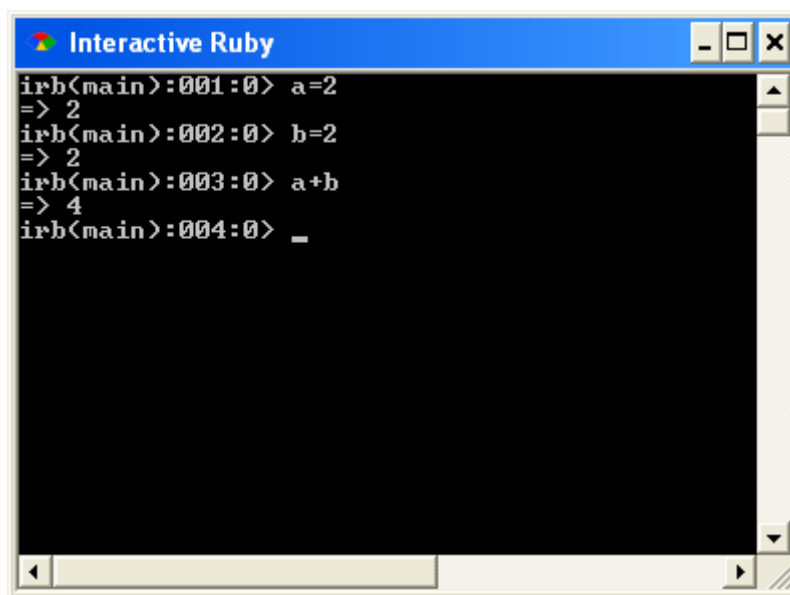 Interactive Ruby
irb(main):001:0> a=2
=> 2
irb(main):002:0> b=2
=> 2
irb(main):003:0> a+b
=> 4
irb(main):004:0> _